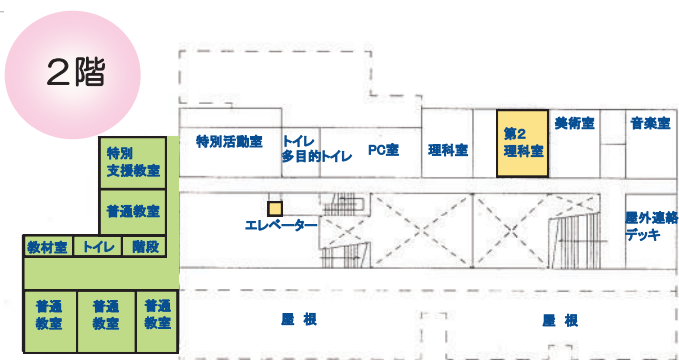 2階
特別活動室
トイレ
多目的トイレ
PC室
理科室
第2
理科室
美術室
音楽室
特別
支援教室
普通教室
エレベーター
屋外連絡
デッキ
教材室
トイレ
階段
普通
教室
普通
教室
普通
教室
屋根
屋根